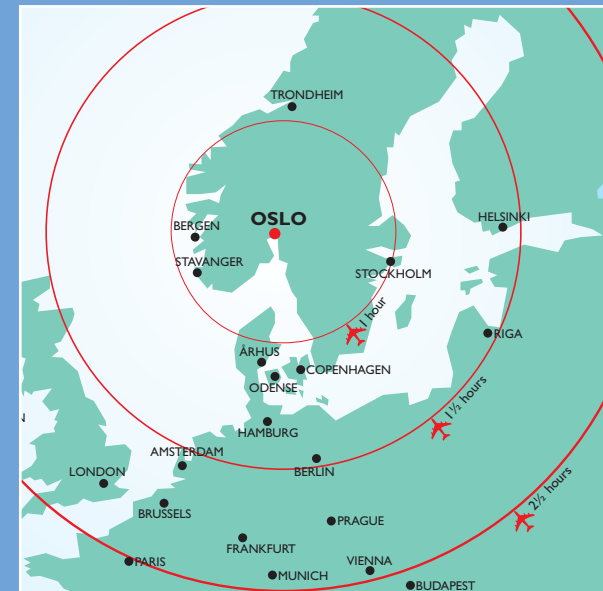 TRONDHEIM
OSLO
BERGEN
HELSINKI
STAVANGER
STOCKHOLM
1 hour
RIGA
ÅRHUS
COPENHAGEN
ODENSE
1½ hours
HAMBURG
AMSTERDAM
BERLIN
LONDON
2½ hours
BRUSSELS
PRAGUE
FRANKFURT
PARIS
VIENNA
MUNICH
BUDAPEST